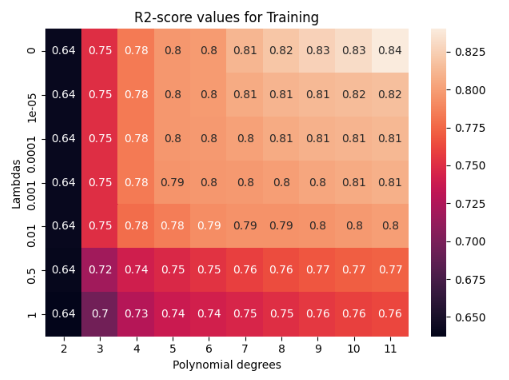 R2-score values for Training
0 0.64 0.75 0.78 0.8 0.8 0.81 0.82 0.83 0.83 0.84
1e-05 0.64 0.75 0.78 0.8 0.8 0.81 0.81 0.81 0.82 0.82
0.0001 0.64 0.75 0.78 0.8 0.8 0.8 0.81 0.81 0.81 0.81
0.001 0.64 0.75 0.78 0.79 0.8 0.8 0.8 0.8 0.81 0.81
0.01 0.64 0.75 0.78 0.78 0.79 0.79 0.79 0.8 0.8 0.8
0.5 0.64 0.72 0.74 0.75 0.75 0.76 0.76 0.77 0.77 0.77
1 0.64 0.7 0.73 0.74 0.74 0.75 0.75 0.76 0.76 0.76
2 3 4 5 6 7 8 9 10 11
Polynomial degrees
Lambdas
0.825
0.800
0.775
0.750
0.725
0.700
0.675
0.650